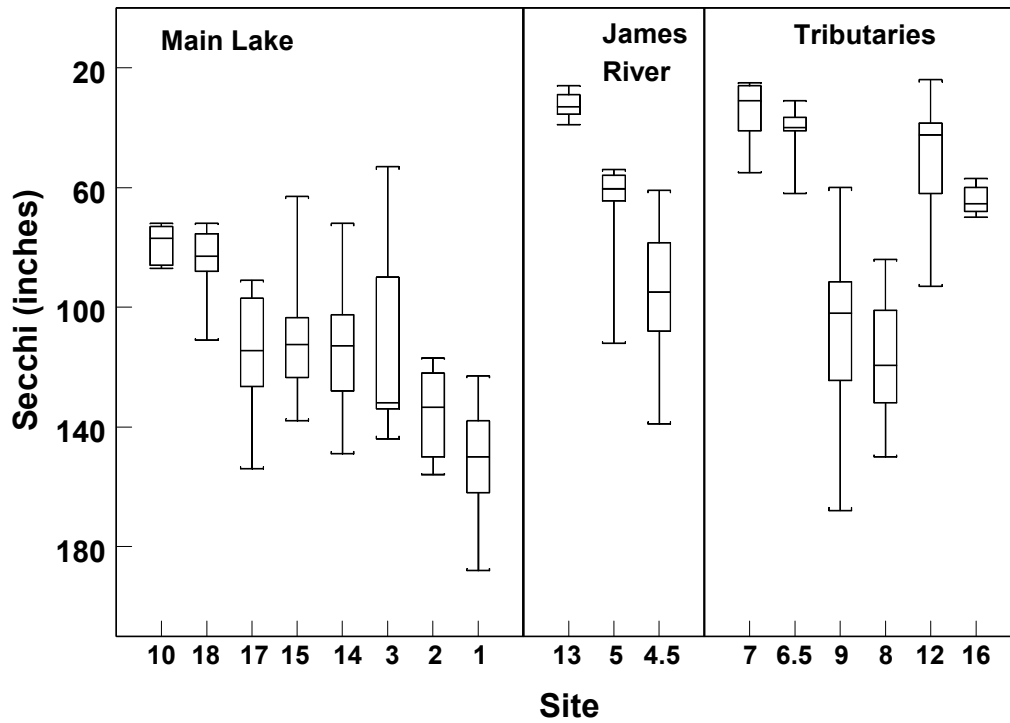 Main Lake
James
River
Tributaries
20
60
100
140
180
Secchi (inches)
10 18 17 15 14 3 2 1 13 5 4.5 7 6.5 9 8 12 16
Site